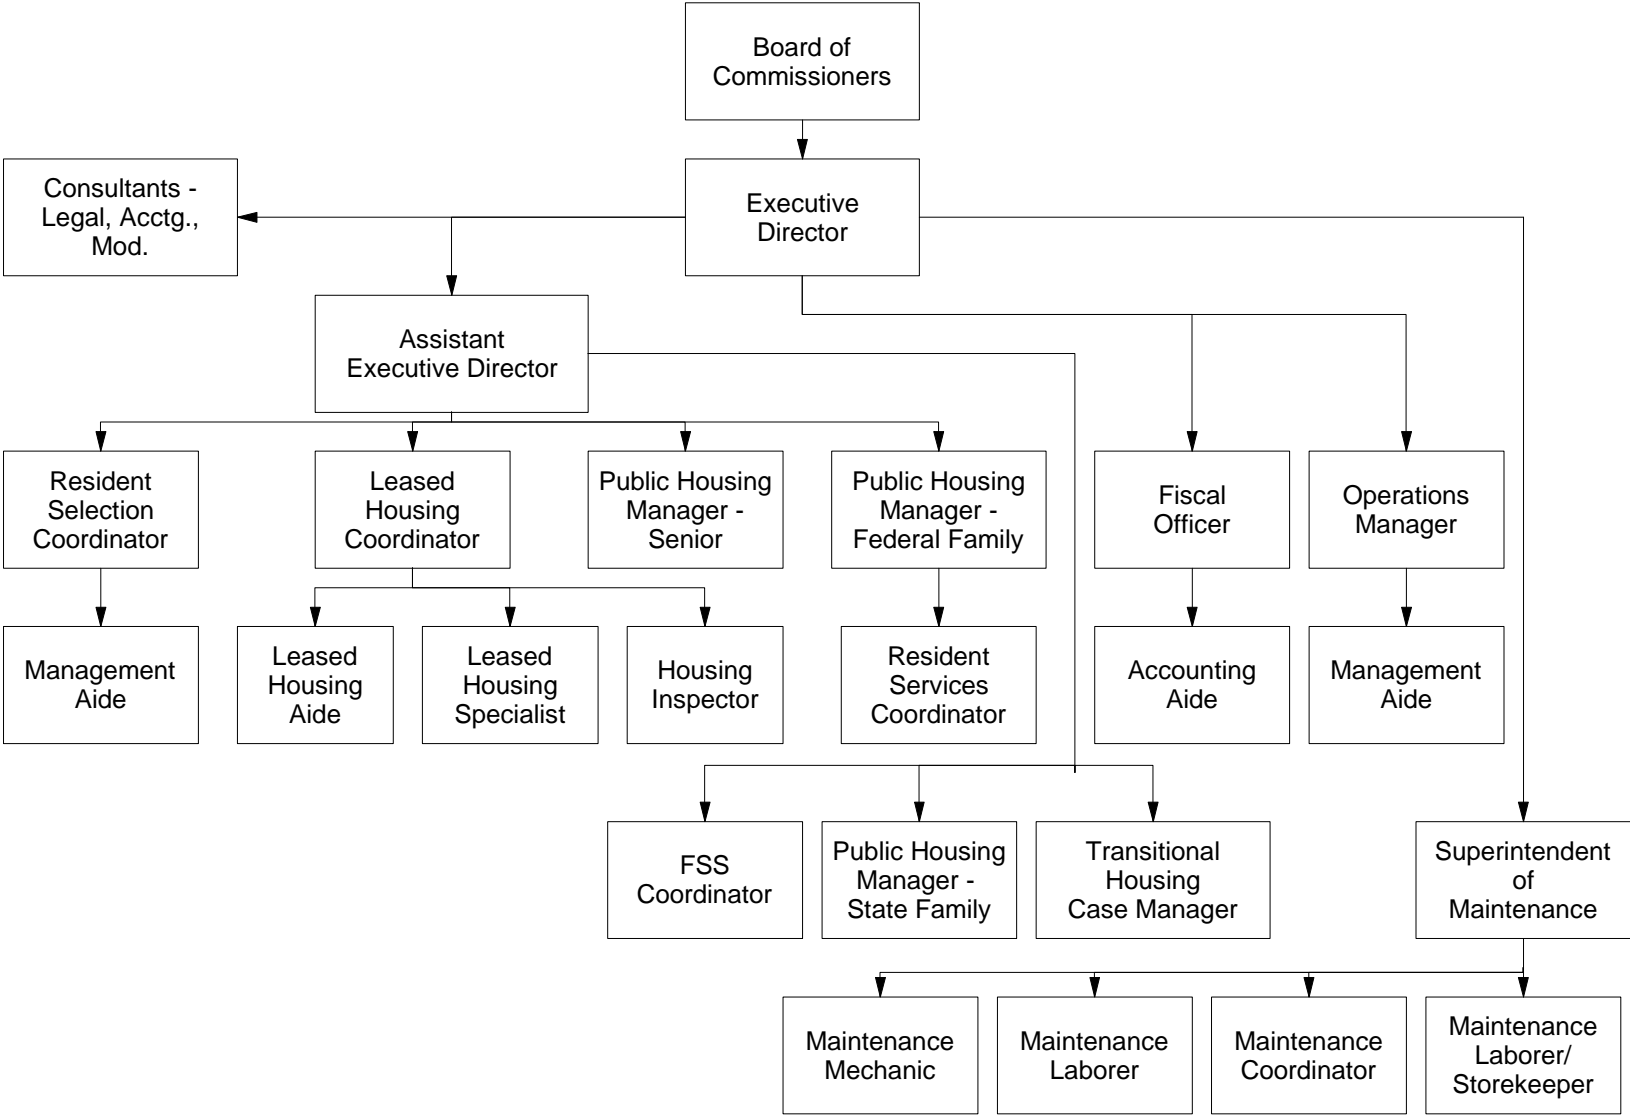 Board of
Commissioners
Consultants -
Legal, Acctg.,
Mod.
Executive
Director
Assistant
Executive Director
Resident
Selection
Coordinator
Leased
Housing
Coordinator
Public Housing
Manager -
Senior
Public Housing
Manager -
Federal Family
Fiscal
Officer
Operations
Manager
Management
Aide
Leased
Housing
Aide
Leased
Housing
Specialist
Housing
Inspector
Resident
Services
Coordinator
Accounting
Aide
Management
Aide
FSS
Coordinator
Public Housing
Manager -
State Family
Transitional
Housing
Case Manager
Superintendent
of
Maintenance
Maintenance
Mechanic
Maintenance
Laborer
Maintenance
Coordinator
Maintenance
Laborer/
Storekeeper